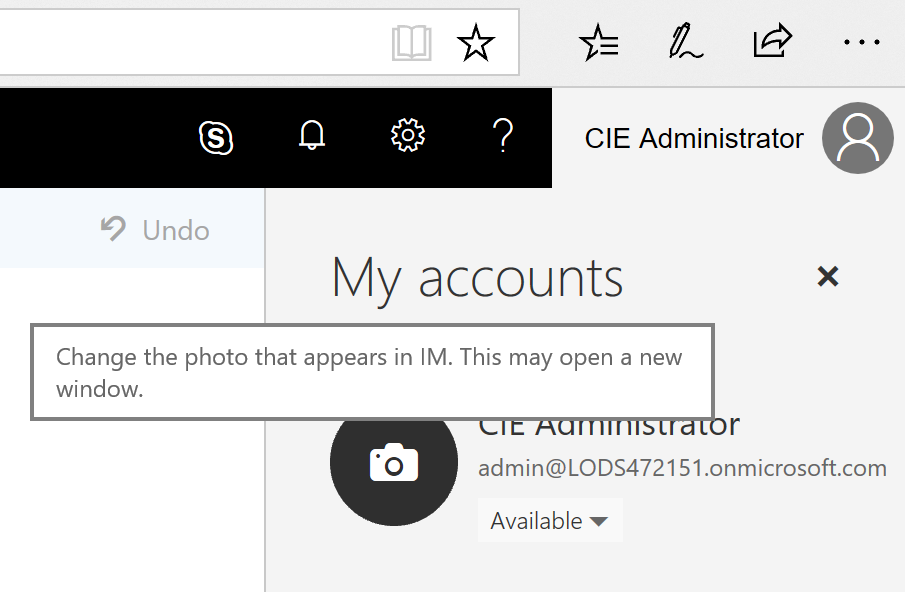 CIE Administrator
Undo
My accounts
Change the photo that appears in IM. This may open a new
window.
CIE Administrator
admin@LODS472151.onmicrosoft.com
Available